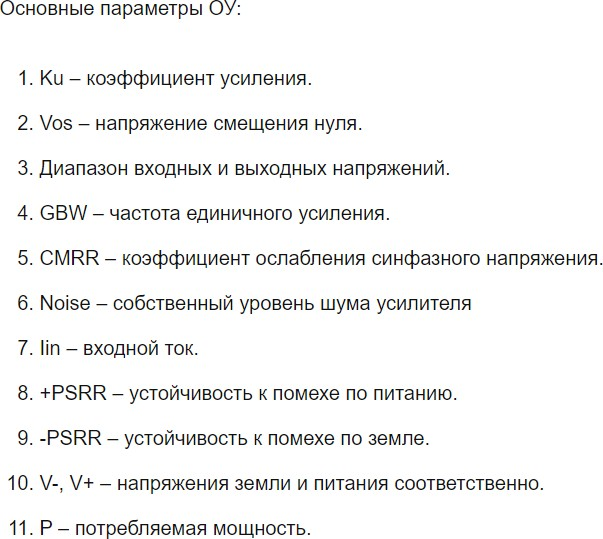 Основные параметры ОУ:
1. Ku – коэффициент усиления.
2. Vos – напряжение смещения нуля.
3. Диапазон входных и выходных напряжений.
4. GBW – частота единичного усиления.
5. CMRR – коэффициент ослабления синфазного напряжения.
6. Noise – собственный уровень шума усилителя
7. Iin – входной ток.
8. +PSRR – устойчивость к помехе по питанию.
9. -PSRR – устойчивость к помехе по земле.
10. V-, V+ – напряжения земли и питания соответственно.
11. P – потребляемая мощность.